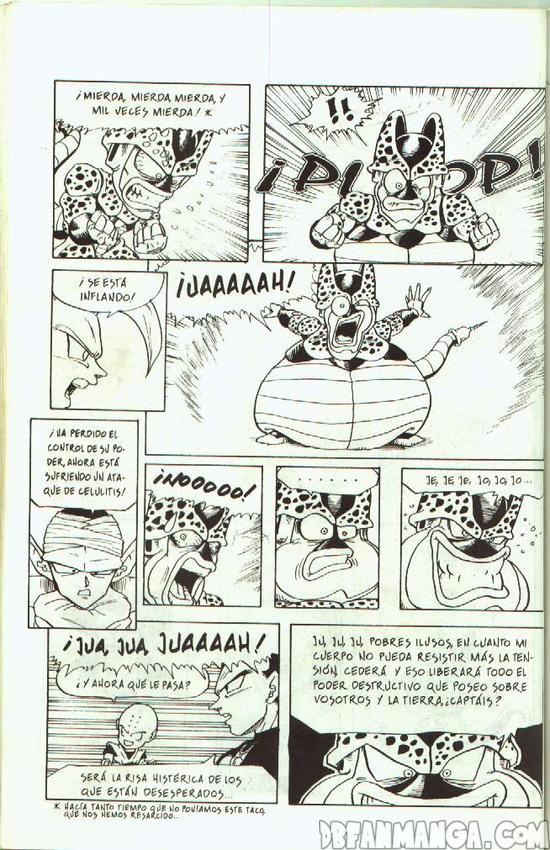 ¡MIERDA, MIERDA, MIERDA, Y
MIL VECES MIERDA! *
!!
¡JAAAAAH!
¡SE ESTÁ
INFLANDO!
¡HA PERDIDO EL
CONTROL DE SU PO-
DER, AHORA ESTÁ
SUFRIENDO UN ATA-
QUE DE CELULITIS!
¡NOOOOO!
. . . . . .
JE, JE, JE, JO, JO, JO ...
¡JUA, JUA, JUAAAAH!
¿Y AHORA QUÉ LE PASA?
SERÁ LA RISA HISTÉRICA DE LOS
QUE ESTÁN DESESPERADOS...
JU, JU, JU, POBRES ILUSOS, EN CUANTO MI
CUERPO NO PUEDA RESISTIR MÁS LA TEN-
SIÓN, CEDERÁ Y ESO LIBERARÁ TODO EL
PODER DESTRUCTIVO QUE POSEO SOBRE
VOSOTROS Y LA TIERRA, ¿CAPTÁIS?
* HACÍA TANTO TIEMPO QUE NO PONÍAMOS ESTE TACO,
QUE NOS HEMOS RESARCIDO...
DBFANMANGA.COM